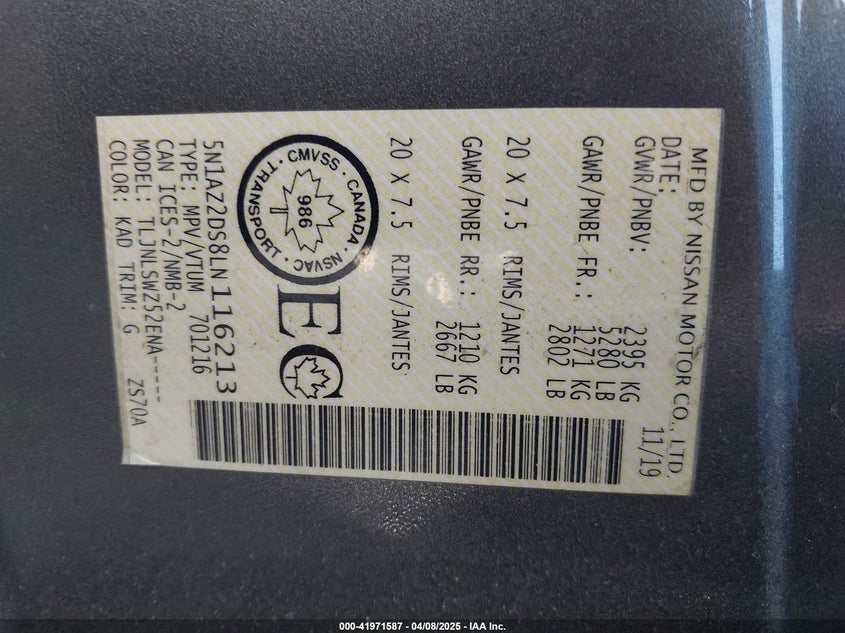 MFD BY NISSAN MOTOR CO., LTD.
DATE: 11/19
GVWR/PNBV: 2395 KG
5280 LB
GAWR/PNBE FR.: 1271 KG
2802 LB
20 X 7.5 RIMS/JANTES
GAWR/PNBE RR.: 1210 KG
2667 LB
20 X 7.5 RIMS/JANTES
CANADA · NSVAC · TRANSPORT · CMVSS ·
986
EC
5N1AZ2DS8LN116213
TYPE: MPV/VTUM 701216
CAN ICES-2/NMB-2
MODEL: TLJNLSWZ52ENA-----
COLOR: KAD TRIM: G ZS70A
000-41971587 - 04/08/2025 - IAA Inc.